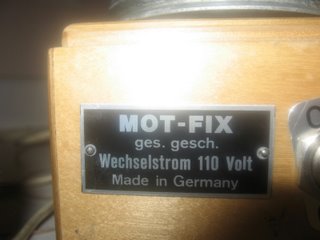 MOT-FIX
ges. gesch.
Wechselstrom 110 Volt
Made in Germany